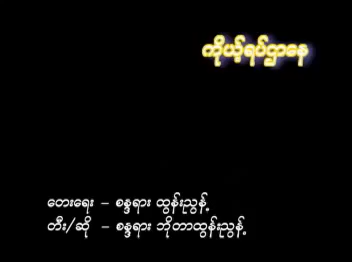 ကိုယ့်ရပ်ဌာနေ
တေးရေး – စန္ဒရား ထွန်းညွန့်
တီး/ဆို – စန္ဒရား ဘိုတာထွန်းညွန့်